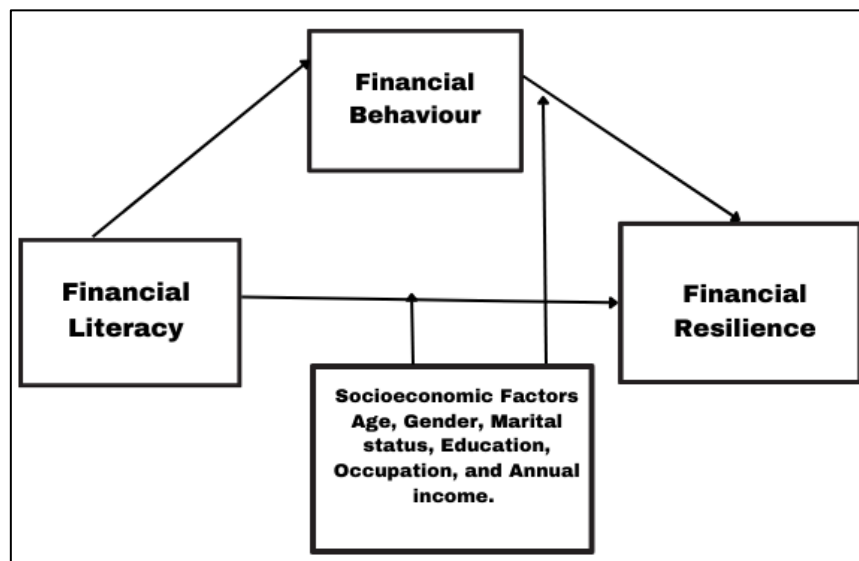 Financial
Behaviour
Financial
Literacy
Financial
Resilience
Socioeconomic Factors
Age, Gender, Marital
status, Education,
Occupation, and Annual
income.